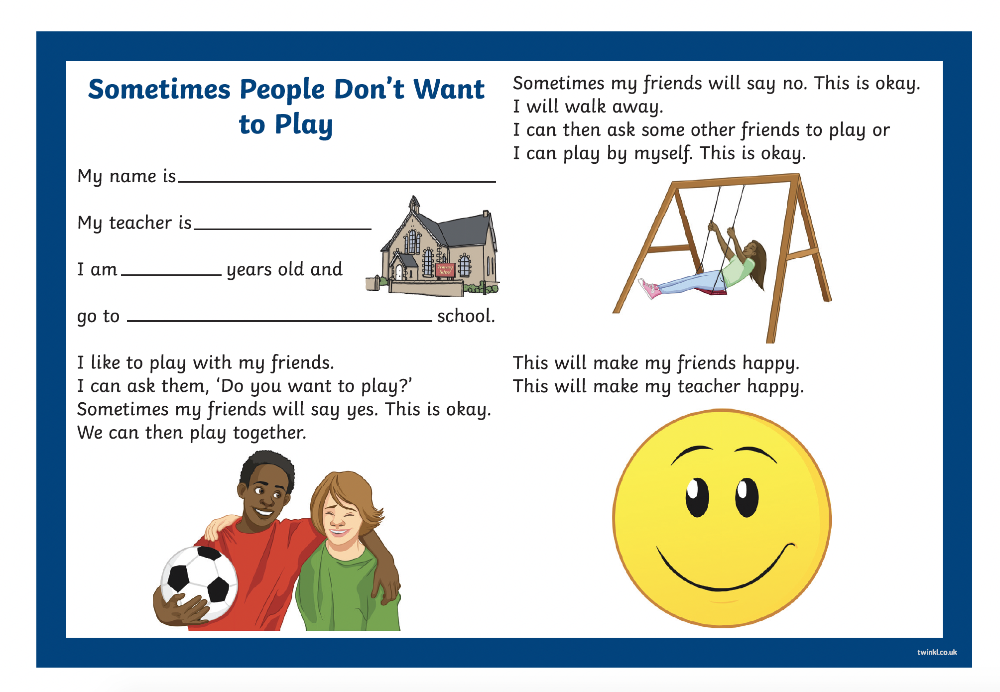 Sometimes People Don’t Want
to Play
My name is
My teacher is
I am years old and
go to school.
Primary
School
I like to play with my friends.
I can ask them, ‘Do you want to play?’
Sometimes my friends will say yes. This is okay.
We can then play together.
Sometimes my friends will say no. This is okay.
I will walk away.
I can then ask some other friends to play or
I can play by myself. This is okay.
This will make my friends happy.
This will make my teacher happy.
twinkl.co.uk